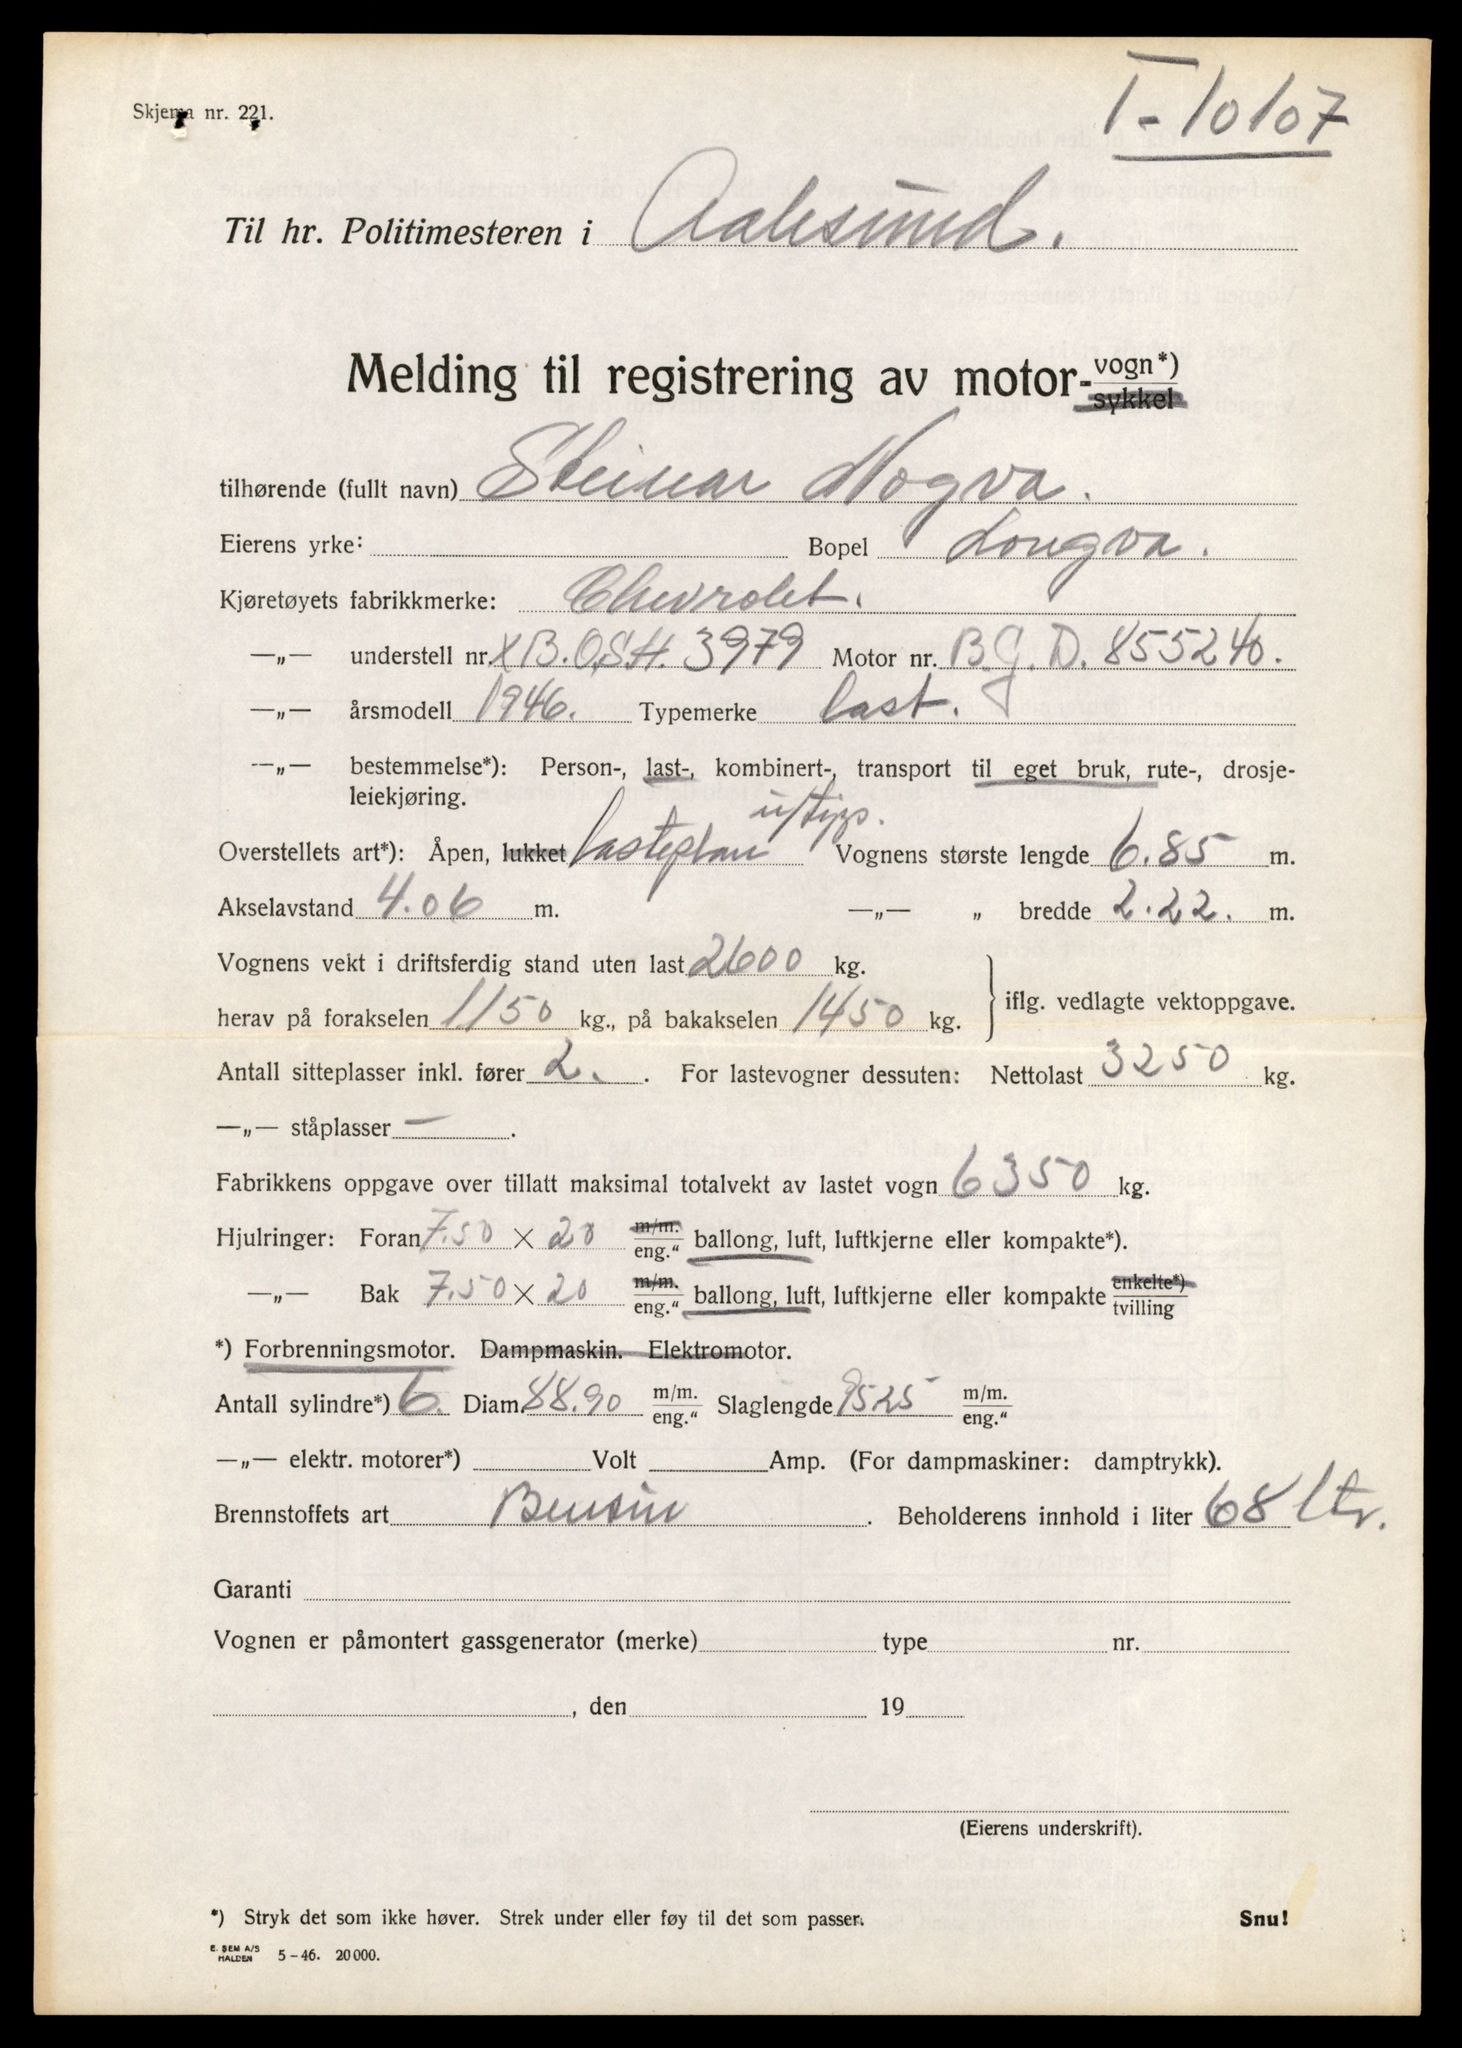 Skjema nr. 221.
T-10107
Til hr. Politimesteren i Aalesund.
Melding til registrering av motor-vogn*)
sykkel
tilhørende (fullt navn) Steinar Nogva.
Eierens yrke: Bopel Longva.
Kjøretøyets fabrikkmerke: Chevrolet.
—„— understell nr. XB.O.S.H. 3979 Motor nr. B.G.D. 855240.
—„— årsmodell 1946. Typemerke last.
—„— bestemmelse*): Person-, last-, kombinert-, transport til eget bruk, rute-, drosje-
leiekjøring.
u/tipp.
Overstellets art*): Åpen, lukket lasteplan Vognens største lengde 6.85 m.
Akselavstand 4.06 m. —„— „ bredde 2.22. m.
Vognens vekt i driftsferdig stand uten last 2600 kg.
herav på forakselen 1150 kg., på bakakselen 1450 kg. } iflg. vedlagte vektoppgave.
Antall sitteplasser inkl. fører 2. . For lastevogner dessuten: Nettolast 3250 kg.
—„— ståplasser — .
Fabrikkens oppgave over tillatt maksimal totalvekt av lastet vogn 6350 kg.
Hjulringer: Foran 7.50 × 20 m/m. eng.“ ballong, luft, luftkjerne eller kompakte*).
—„— Bak 7.50 × 20 m/m. eng.“ ballong, luft, luftkjerne eller kompakte enkelte*) tvilling
*) Forbrenningsmotor. Dampmaskin. Elektromotor.
Antall sylindre*) 6. Diam. 88.90 m/m. eng.“ Slaglengde 9525 m/m. eng.“
—„— elektr. motorer*) Volt Amp. (For dampmaskiner: damptrykk).
Brennstoffets art Bensin . Beholderens innhold i liter 68 ltr.
Garanti
Vognen er påmontert gassgenerator (merke) type nr.
, den 19
(Eierens underskrift).
*) Stryk det som ikke høver. Strek under eller føy til det som passer. Snu!
E. SEM A/S
HALDEN 5-46. 20000.